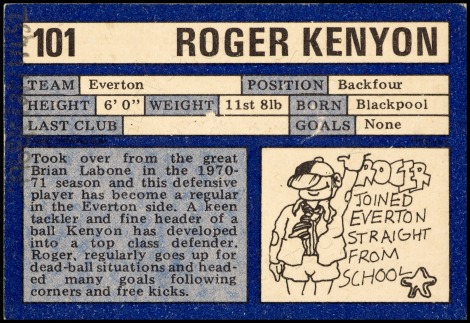 101 ROGER KENYON
TEAM Everton POSITION Backfour
HEIGHT 6' 0" WEIGHT 11st 8lb BORN Blackpool
LAST CLUB GOALS None
Took over from the great
Brian Labone in the 1970-
71 season and this defensive
player has become a regular
in the Everton side. A keen
tackler and fine header of a
ball Kenyon has developed
into a top class defender.
Roger, regularly goes up for
dead-ball situations and head-
ed many goals following
corners and free kicks.
ROGER
JOINED
EVERTON
STRAIGHT
FROM
SCHOOL